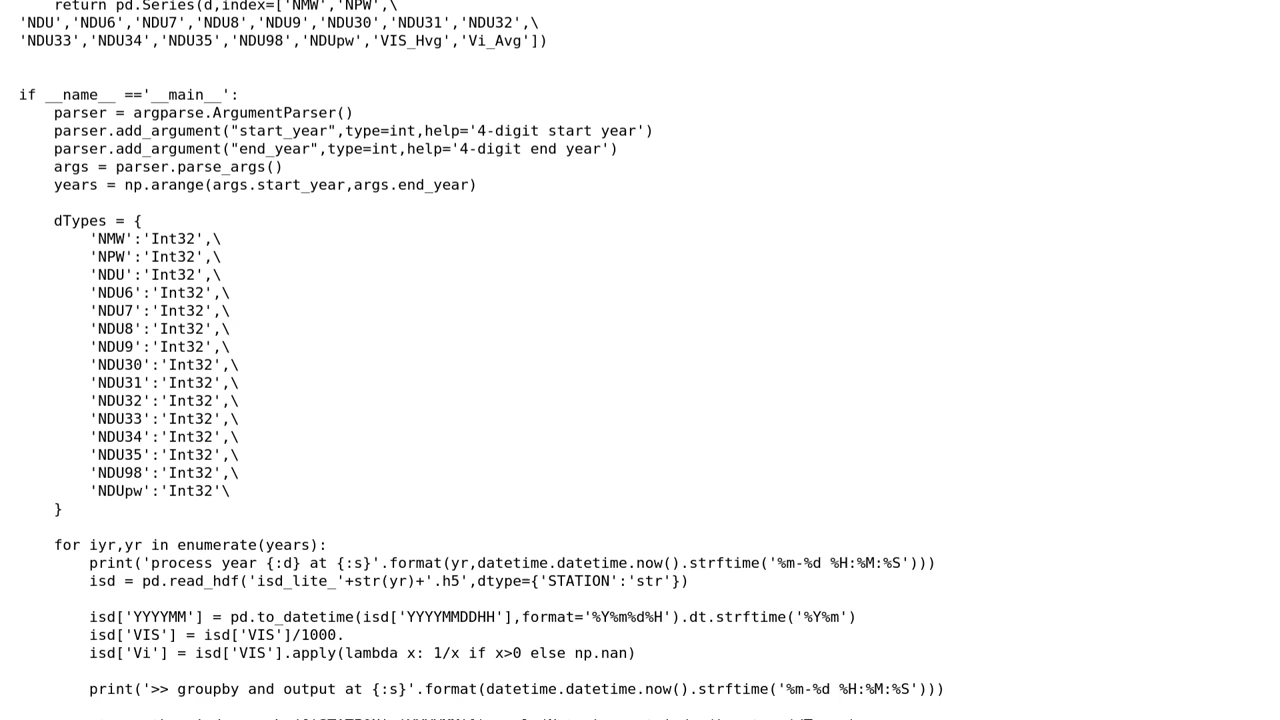 return pd.Series(d,index=['NMW','NPW',\
'NDU','NDU6','NDU7','NDU8','NDU9','NDU30','NDU31','NDU32',\
'NDU33','NDU34','NDU35','NDU98','NDUpw','VIS_Hvg','Vi_Avg'])
if __name__ =='__main__':
    parser = argparse.ArgumentParser()
    parser.add_argument("start_year",type=int,help='4-digit start year')
    parser.add_argument("end_year",type=int,help='4-digit end year')
    args = parser.parse_args()
    years = np.arange(args.start_year,args.end_year)
    dTypes = {
        'NMW':'Int32',\
        'NPW':'Int32',\
        'NDU':'Int32',\
        'NDU6':'Int32',\
        'NDU7':'Int32',\
        'NDU8':'Int32',\
        'NDU9':'Int32',\
        'NDU30':'Int32',\
        'NDU31':'Int32',\
        'NDU32':'Int32',\
        'NDU33':'Int32',\
        'NDU34':'Int32',\
        'NDU35':'Int32',\
        'NDU98':'Int32',\
        'NDUpw':'Int32'\
    }
    for iyr,yr in enumerate(years):
        print('process year {:d} at {:s}'.format(yr,datetime.datetime.now().strftime('%m-%d %H:%M:%S')))
        isd = pd.read_hdf('isd_lite_'+str(yr)+'.h5',dtype={'STATION':'str'})
        isd['YYYYMM'] = pd.to_datetime(isd['YYYYMMDDHH'],format='%Y%m%d%H').dt.strftime('%Y%m')
        isd['VIS'] = isd['VIS']/1000.
        isd['Vi'] = isd['VIS'].apply(lambda x: 1/x if x>0 else np.nan)
        print('>> groupby and output at {:s}'.format(datetime.datetime.now().strftime('%m-%d %H:%M:%S')))